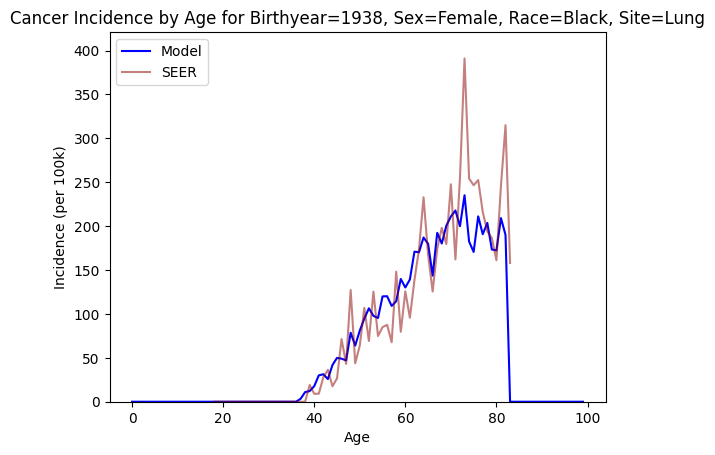 Cancer Incidence by Age for Birthyear=1938, Sex=Female, Race=Black, Site=Lung
Model
SEER
400
350
300
250
200
150
100
50
0
Incidence (per 100k)
0 20 40 60 80 100
Age